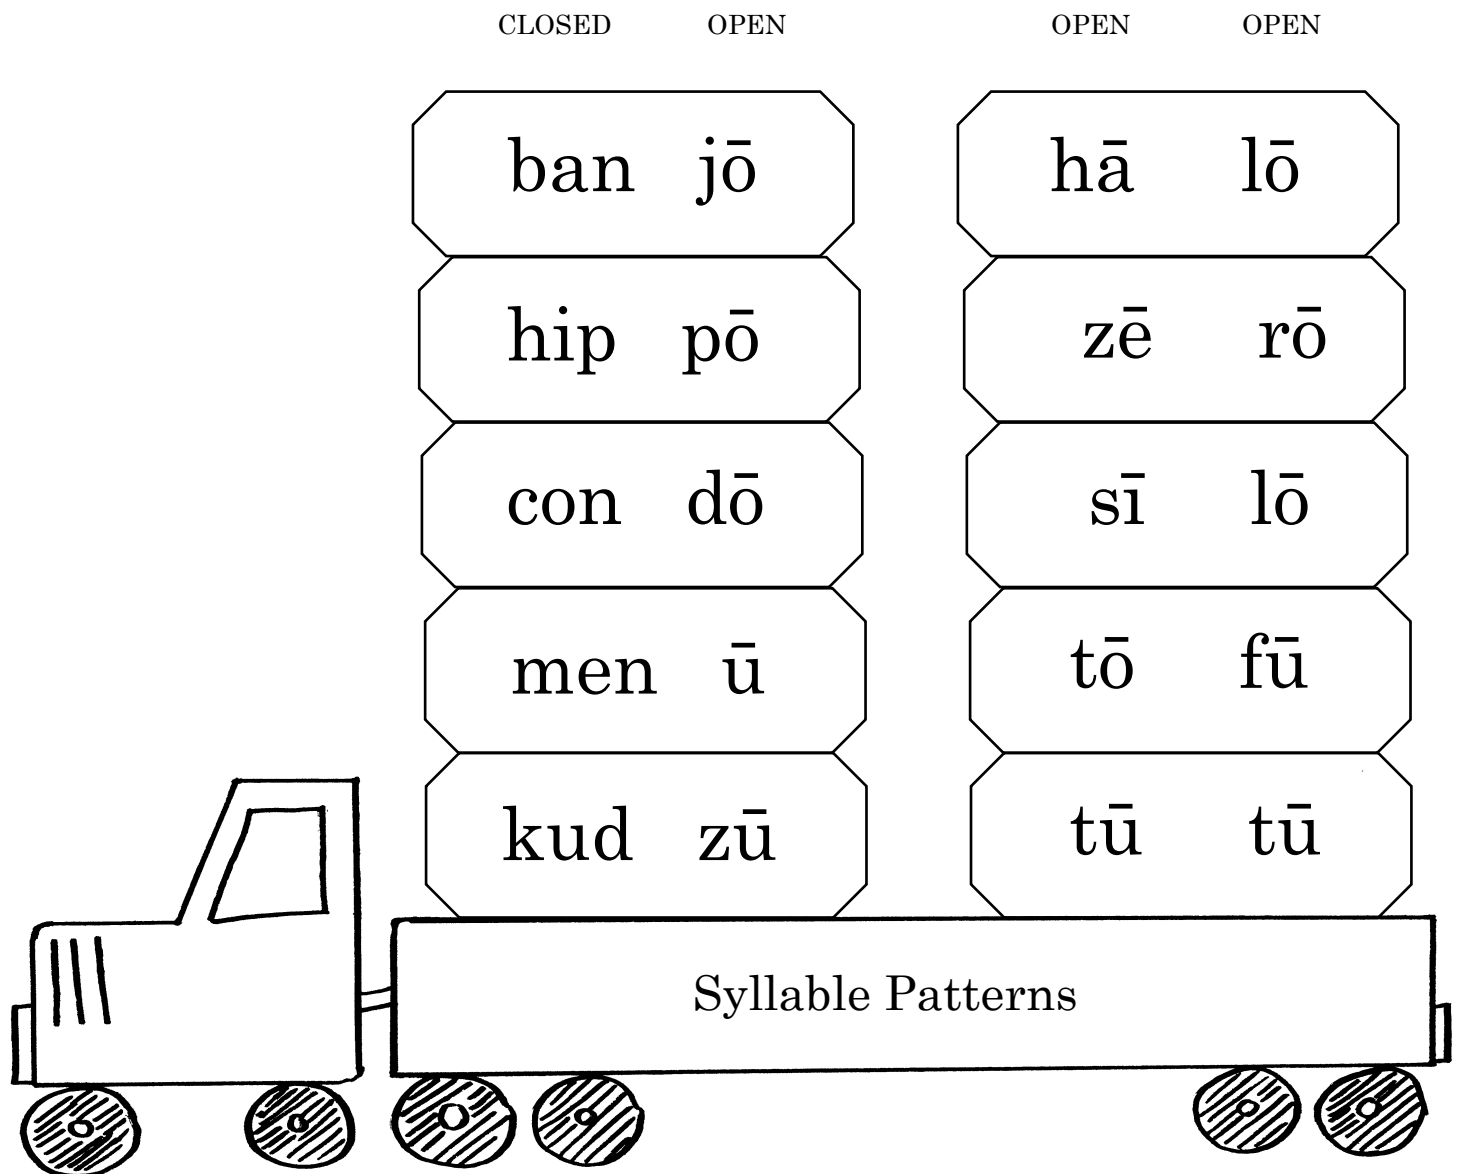 CLOSED OPEN OPEN OPEN
ban jō hā lō
hip pō zē rō
con dō sī lō
men ū tō fū
kud zū tū tū
Syllable Patterns